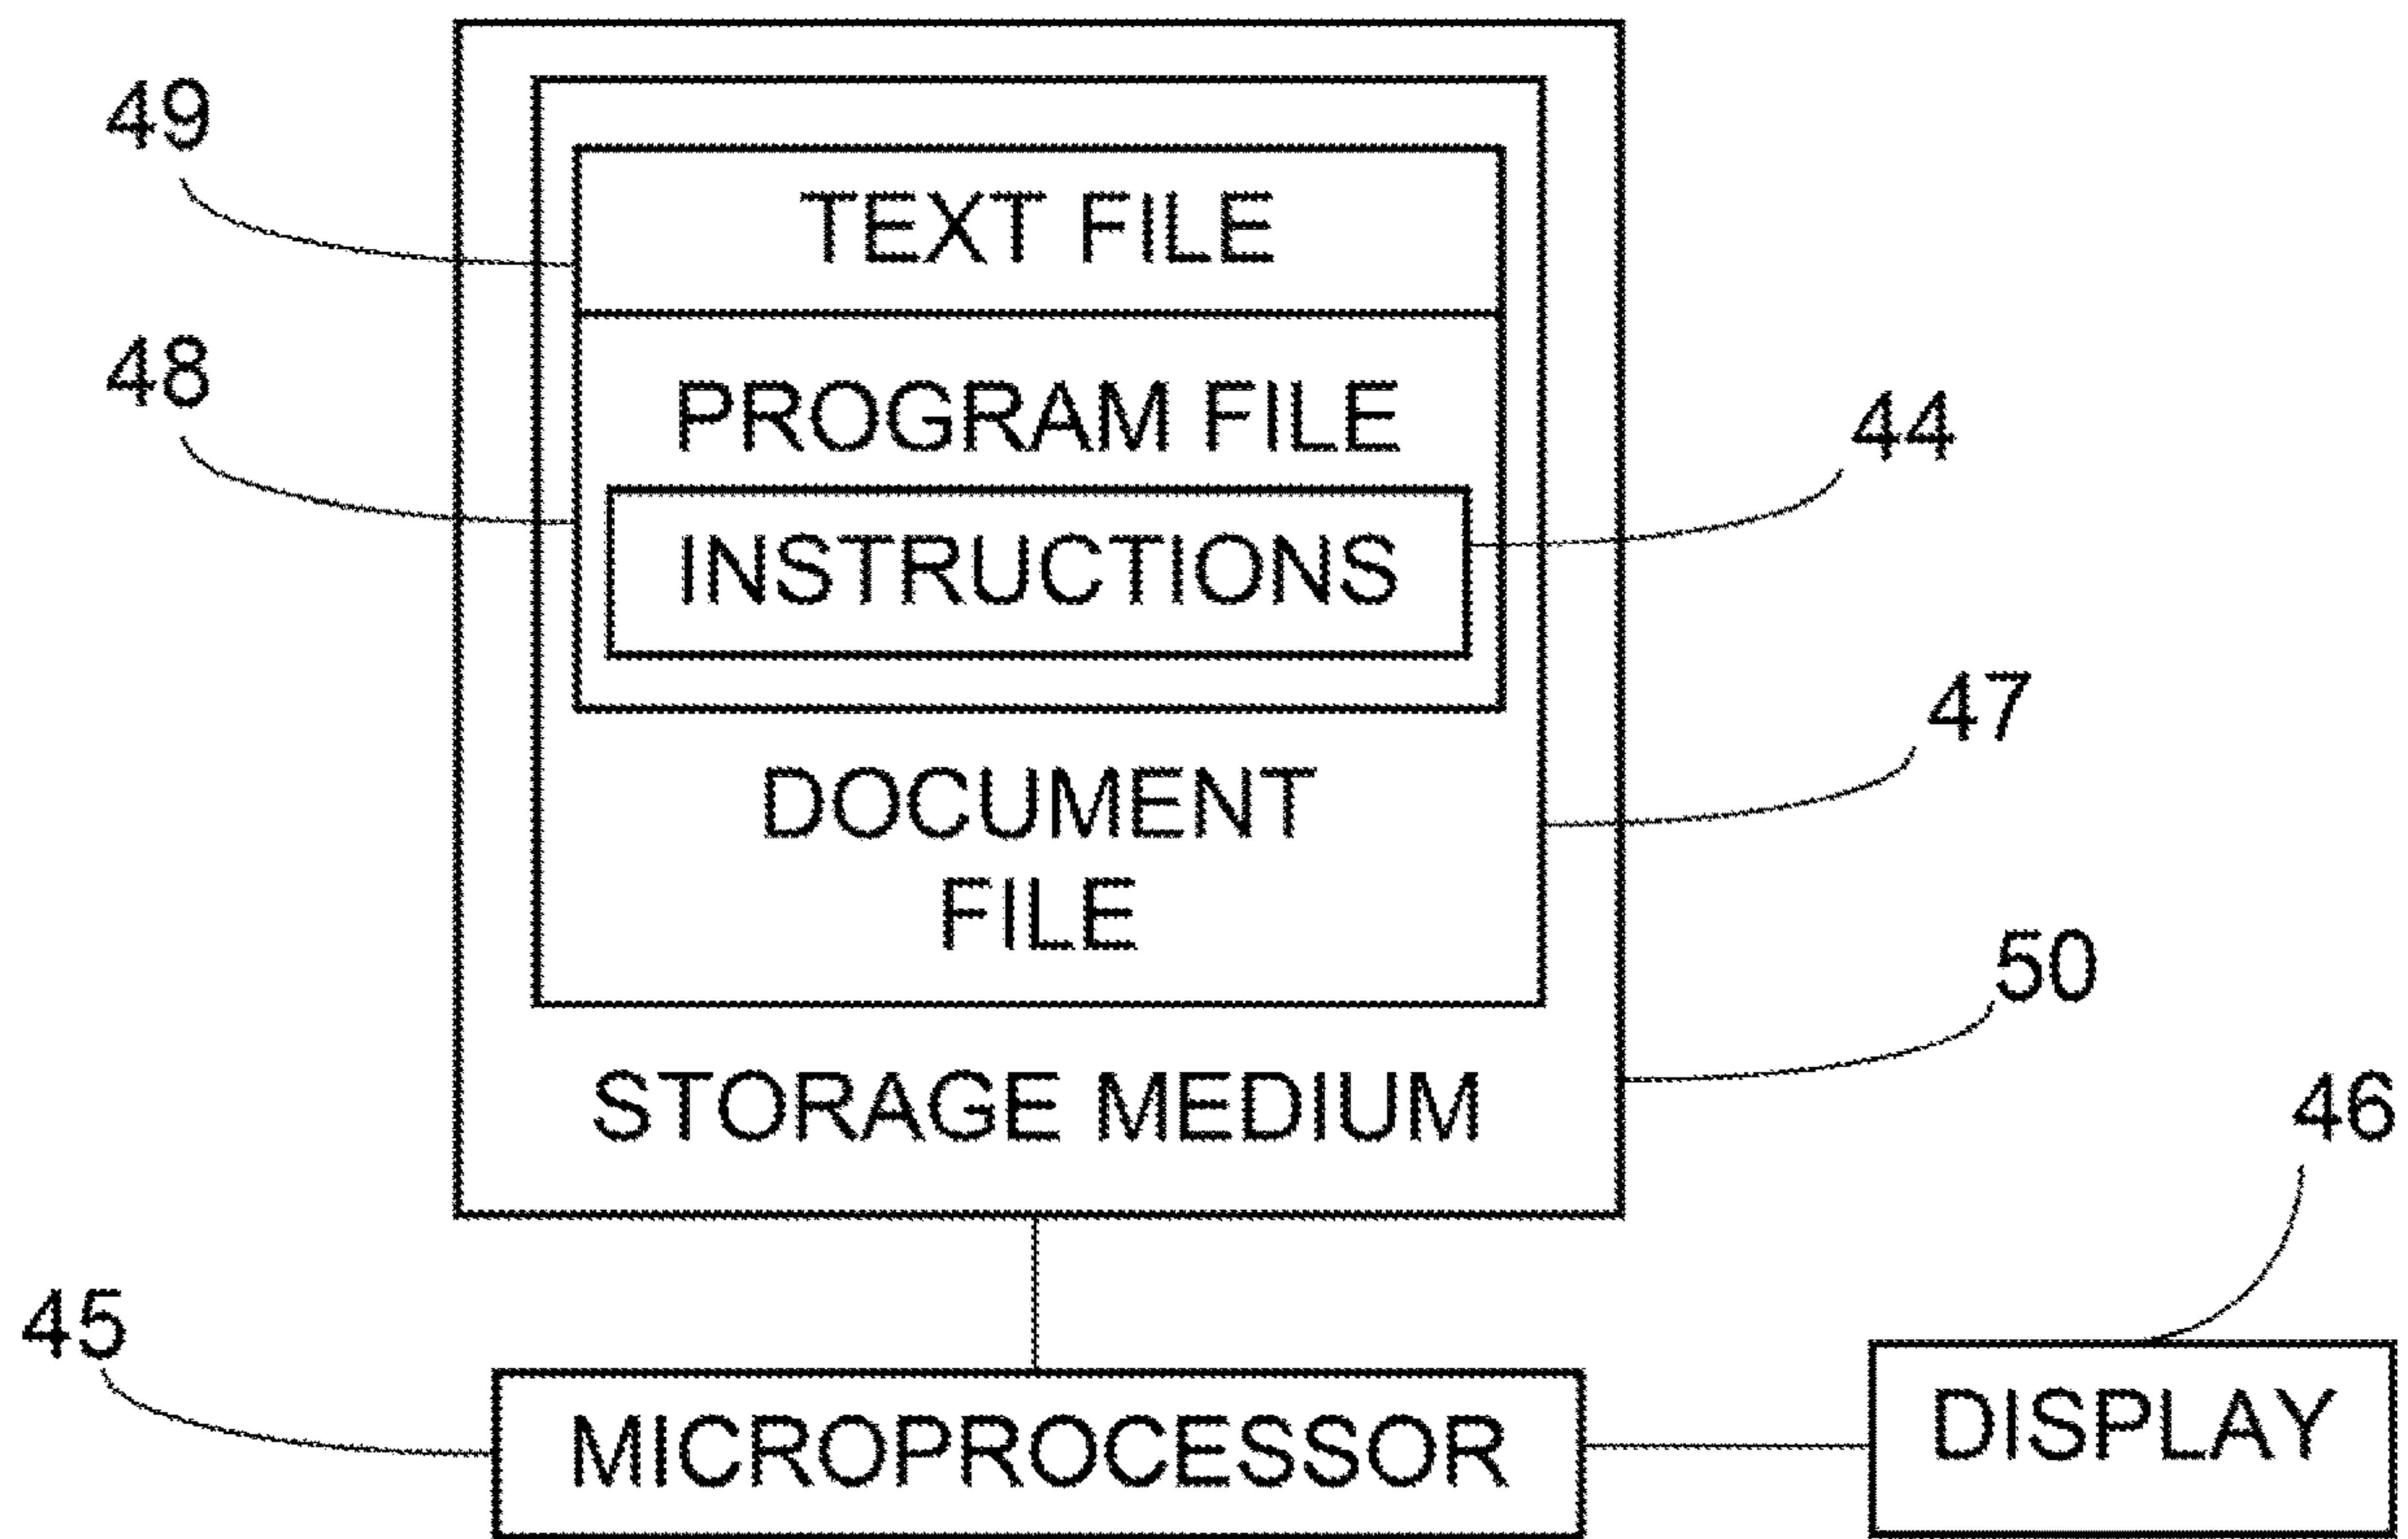 49
TEXT FILE
48
PROGRAM FILE
44
INSTRUCTIONS
47
DOCUMENT
FILE
50
STORAGE MEDIUM
46
45
MICROPROCESSOR
DISPLAY